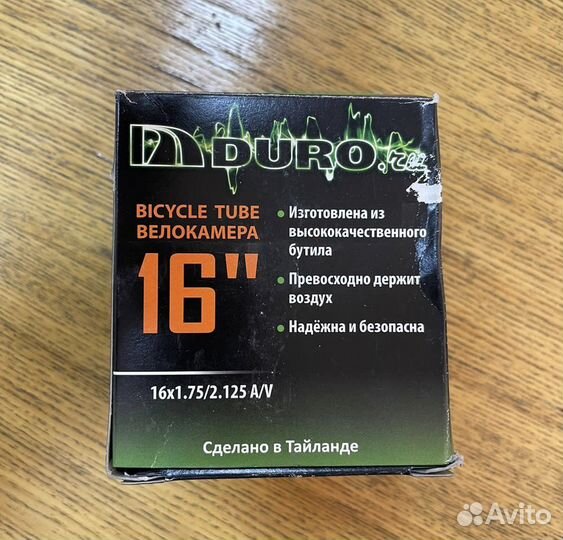 DURO.ru
BICYCLE TUBE
ВЕЛОКАМЕРА
16"
• Изготовлена из
высококачественного
бутила
• Превосходно держит
воздух
• Надёжна и безопасна
16x1.75/2.125 A/V
Сделано в Тайланде
Avito